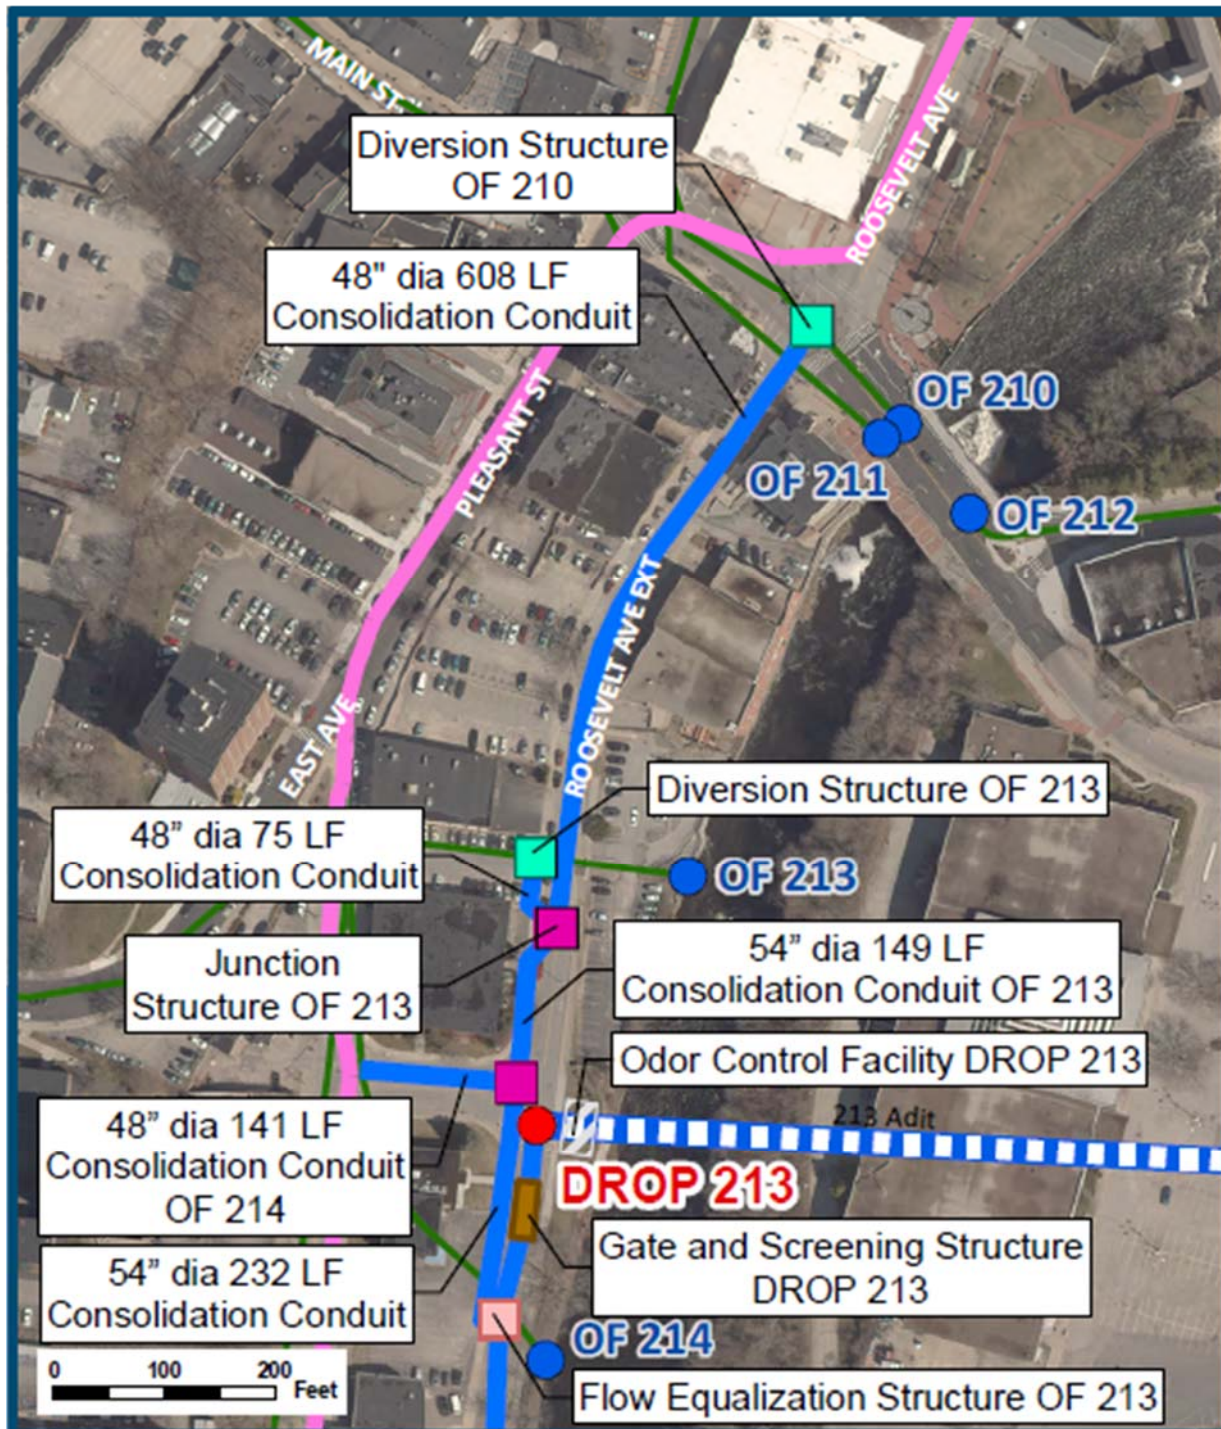 MAIN ST.
Diversion Structure
OF 210
ROOSEVELT AVE
48" dia 608 LF
Consolidation Conduit
PLEASANT ST
OF 210
OF 211
OF 212
ROOSEVELT AVE EXT
EAST AVE
Diversion Structure OF 213
48” dia 75 LF
Consolidation Conduit
OF 213
Junction
Structure OF 213
54” dia 149 LF
Consolidation Conduit OF 213
Odor Control Facility DROP 213
213 Adit
48” dia 141 LF
Consolidation Conduit
OF 214
DROP 213
Gate and Screening Structure
DROP 213
54” dia 232 LF
Consolidation Conduit
OF 214
0 100 200
Feet
Flow Equalization Structure OF 213